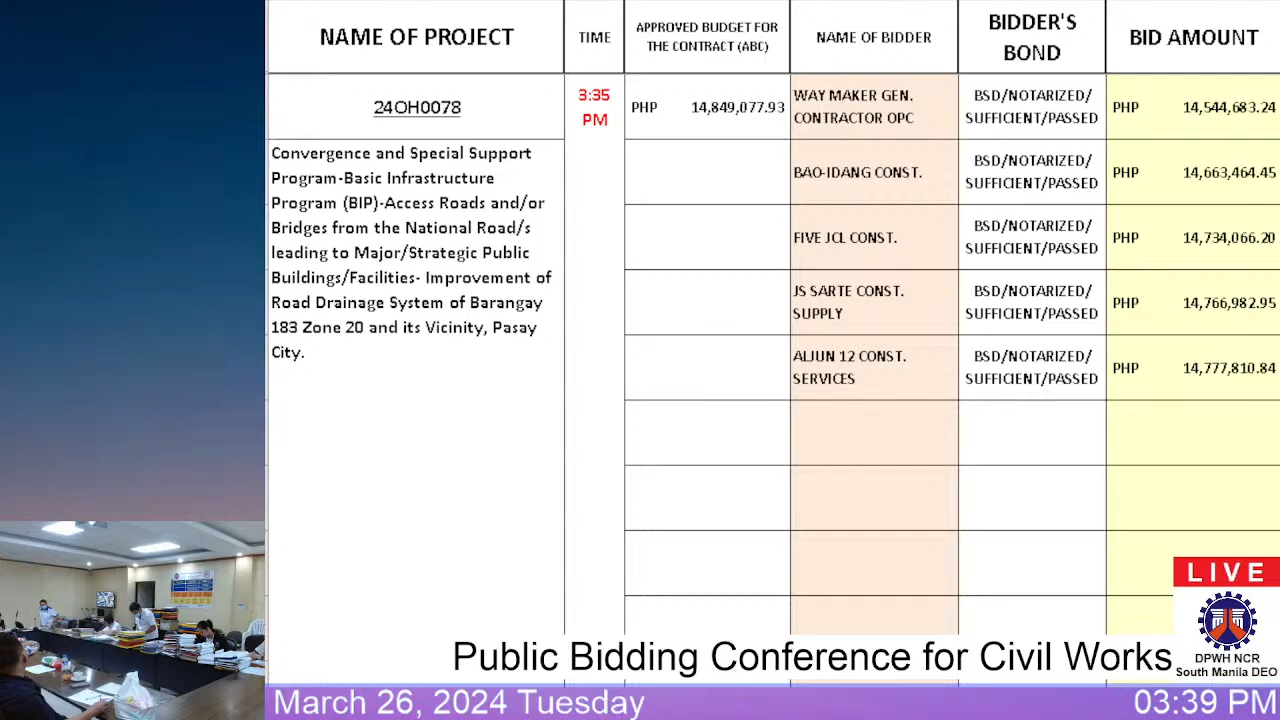 NAME OF PROJECT
TIME
APPROVED BUDGET FOR
THE CONTRACT (ABC)
NAME OF BIDDER
BIDDER'S
BOND
BID AMOUNT
24OH0078
3:35
PM
PHP 14,849,077.93
WAY MAKER GEN.
CONTRACTOR OPC
BSD/NOTARIZED/
SUFFICIENT/PASSED
PHP 14,544,683.24
Convergence and Special Support
Program-Basic Infrastructure
Program (BIP)-Access Roads and/or
Bridges from the National Road/s
leading to Major/Strategic Public
Buildings/Facilities- Improvement of
Road Drainage System of Barangay
183 Zone 20 and its Vicinity, Pasay
City.
BAO-IDANG CONST.
BSD/NOTARIZED/
SUFFICIENT/PASSED
PHP 14,663,464.45
FIVE JCL CONST.
BSD/NOTARIZED/
SUFFICIENT/PASSED
PHP 14,734,066.20
JS SARTE CONST.
SUPPLY
BSD/NOTARIZED/
SUFFICIENT/PASSED
PHP 14,766,982.95
ALJUN 12 CONST.
SERVICES
BSD/NOTARIZED/
SUFFICIENT/PASSED
PHP 14,777,810.84
LIVE
DPWH NCR
South Manila DEO
Public Bidding Conference for Civil Works
March 26, 2024 Tuesday
03:39 PM